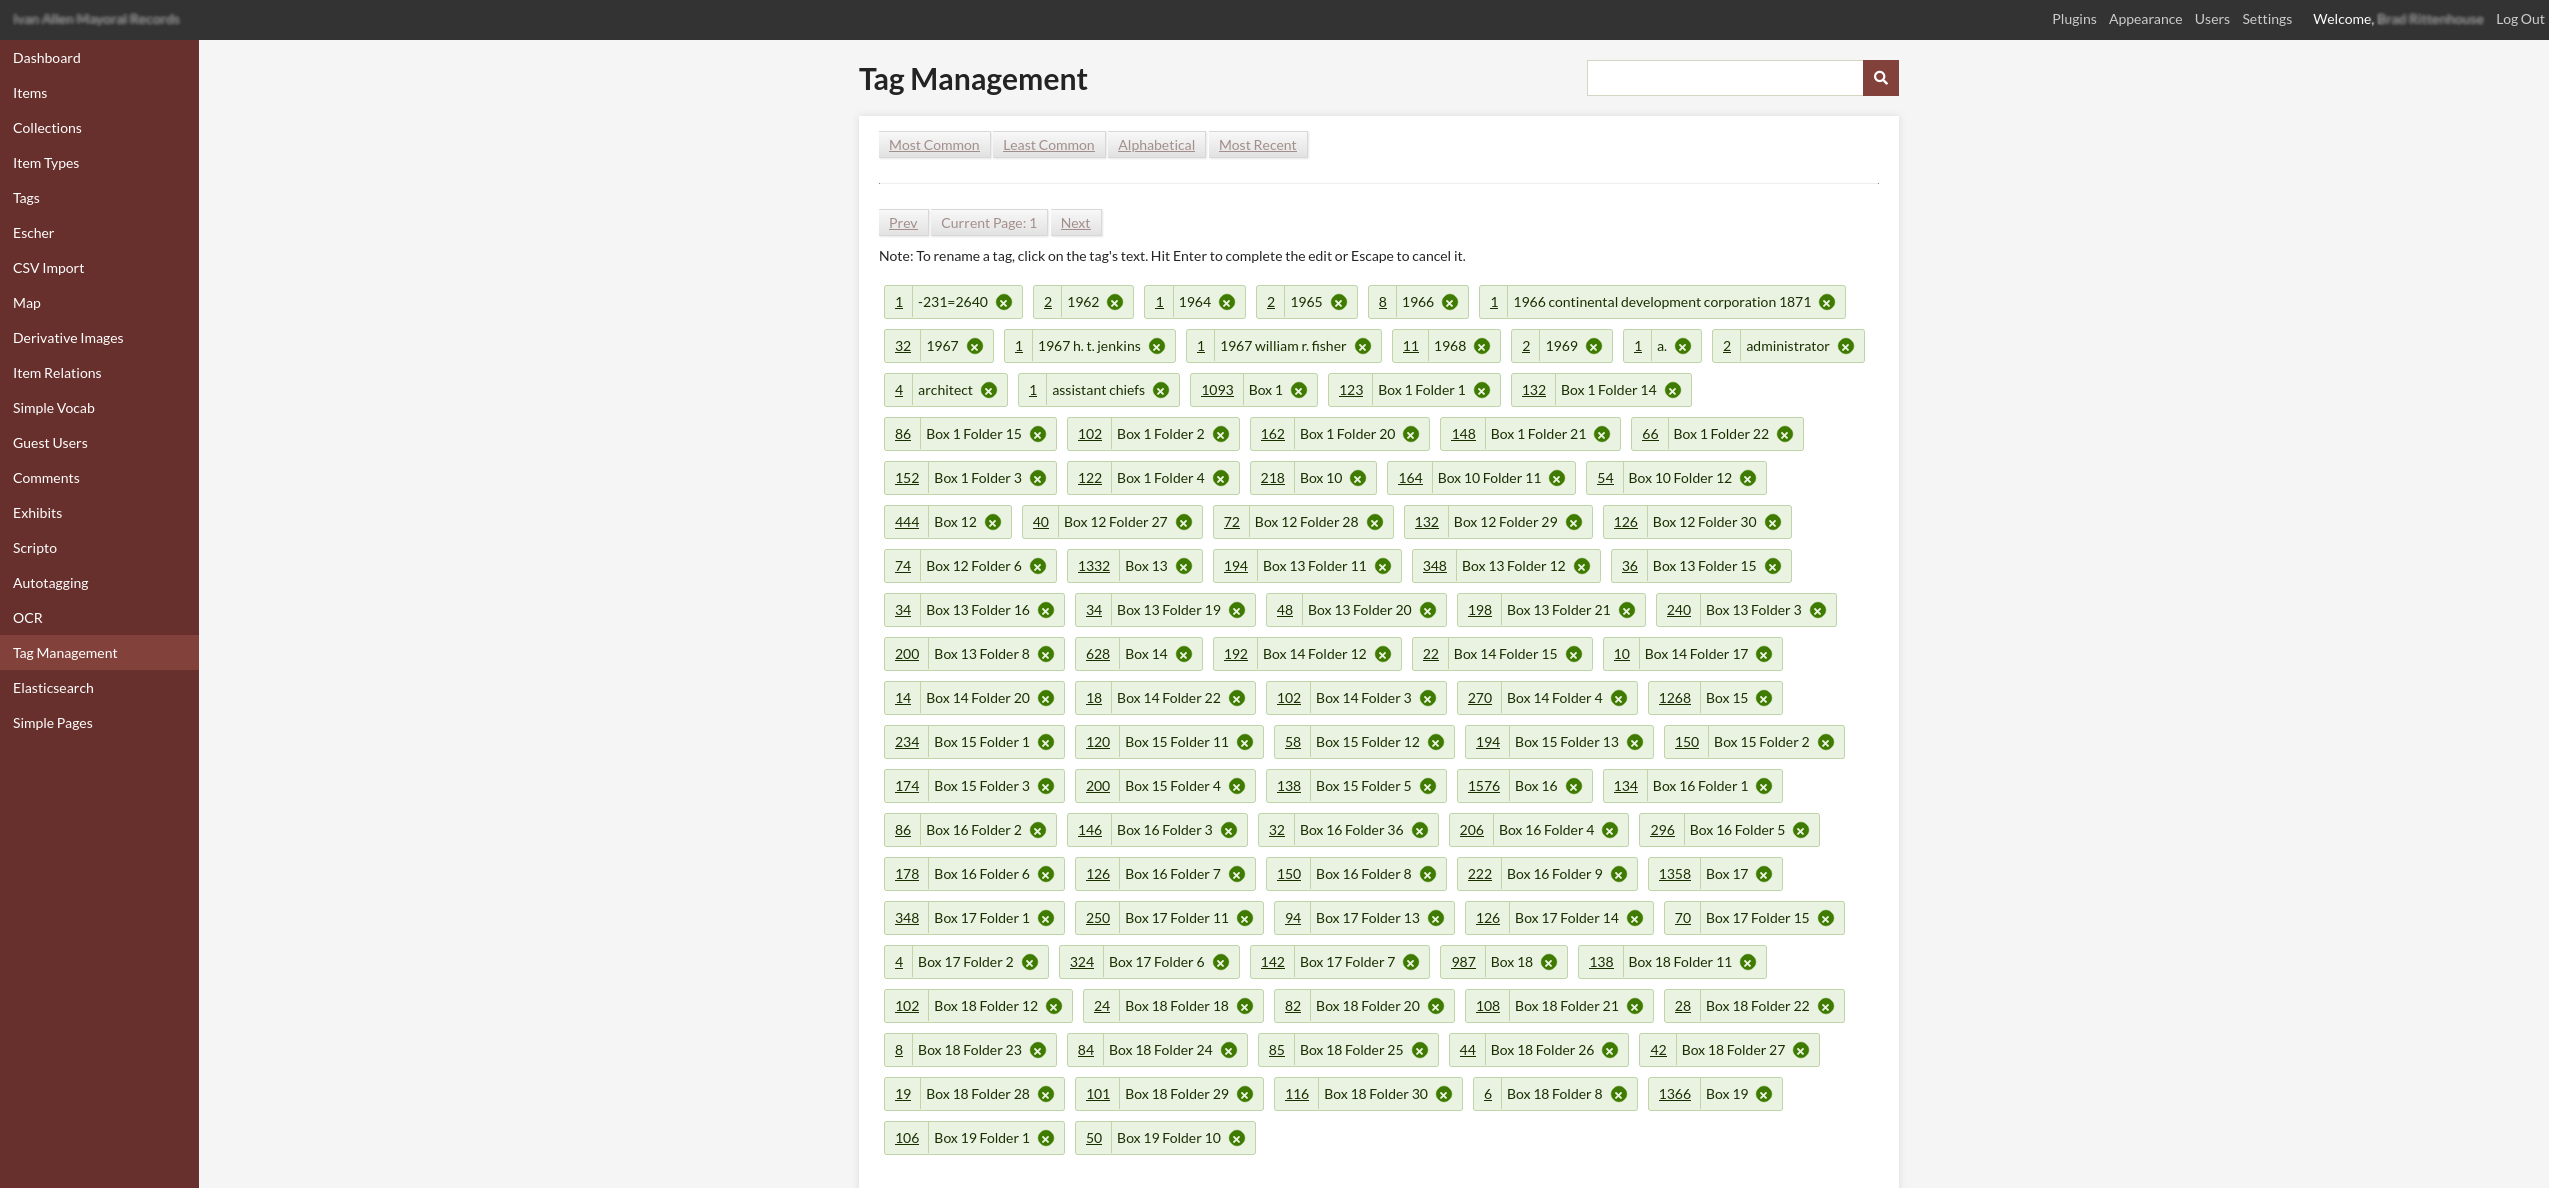 Ivan Allen Mayoral Records
Plugins Appearance Users Settings Welcome, Brad Rittenhouse Log Out
Dashboard
Items
Collections
Item Types
Tags
Escher
CSV Import
Map
Derivative Images
Item Relations
Simple Vocab
Guest Users
Comments
Exhibits
Scripto
Autotagging
OCR
Tag Management
Elasticsearch
Simple Pages
Tag Management
Most Common Least Common Alphabetical Most Recent
Prev Current Page: 1 Next
Note: To rename a tag, click on the tag's text. Hit Enter to complete the edit or Escape to cancel it.
1 -231=2640 2 1962 1 1964 2 1965 8 1966 1 1966 continental development corporation 1871
32 1967 1 1967 h. t. jenkins 1 1967 william r. fisher 11 1968 2 1969 1 a. 2 administrator
4 architect 1 assistant chiefs 1093 Box 1 123 Box 1 Folder 1 132 Box 1 Folder 14
86 Box 1 Folder 15 102 Box 1 Folder 2 162 Box 1 Folder 20 148 Box 1 Folder 21 66 Box 1 Folder 22
152 Box 1 Folder 3 122 Box 1 Folder 4 218 Box 10 164 Box 10 Folder 11 54 Box 10 Folder 12
444 Box 12 40 Box 12 Folder 27 72 Box 12 Folder 28 132 Box 12 Folder 29 126 Box 12 Folder 30
74 Box 12 Folder 6 1332 Box 13 194 Box 13 Folder 11 348 Box 13 Folder 12 36 Box 13 Folder 15
34 Box 13 Folder 16 34 Box 13 Folder 19 48 Box 13 Folder 20 198 Box 13 Folder 21 240 Box 13 Folder 3
200 Box 13 Folder 8 628 Box 14 192 Box 14 Folder 12 22 Box 14 Folder 15 10 Box 14 Folder 17
14 Box 14 Folder 20 18 Box 14 Folder 22 102 Box 14 Folder 3 270 Box 14 Folder 4 1268 Box 15
234 Box 15 Folder 1 120 Box 15 Folder 11 58 Box 15 Folder 12 194 Box 15 Folder 13 150 Box 15 Folder 2
174 Box 15 Folder 3 200 Box 15 Folder 4 138 Box 15 Folder 5 1576 Box 16 134 Box 16 Folder 1
86 Box 16 Folder 2 146 Box 16 Folder 3 32 Box 16 Folder 36 206 Box 16 Folder 4 296 Box 16 Folder 5
178 Box 16 Folder 6 126 Box 16 Folder 7 150 Box 16 Folder 8 222 Box 16 Folder 9 1358 Box 17
348 Box 17 Folder 1 250 Box 17 Folder 11 94 Box 17 Folder 13 126 Box 17 Folder 14 70 Box 17 Folder 15
4 Box 17 Folder 2 324 Box 17 Folder 6 142 Box 17 Folder 7 987 Box 18 138 Box 18 Folder 11
102 Box 18 Folder 12 24 Box 18 Folder 18 82 Box 18 Folder 20 108 Box 18 Folder 21 28 Box 18 Folder 22
8 Box 18 Folder 23 84 Box 18 Folder 24 85 Box 18 Folder 25 44 Box 18 Folder 26 42 Box 18 Folder 27
19 Box 18 Folder 28 101 Box 18 Folder 29 116 Box 18 Folder 30 6 Box 18 Folder 8 1366 Box 19
106 Box 19 Folder 1 50 Box 19 Folder 10